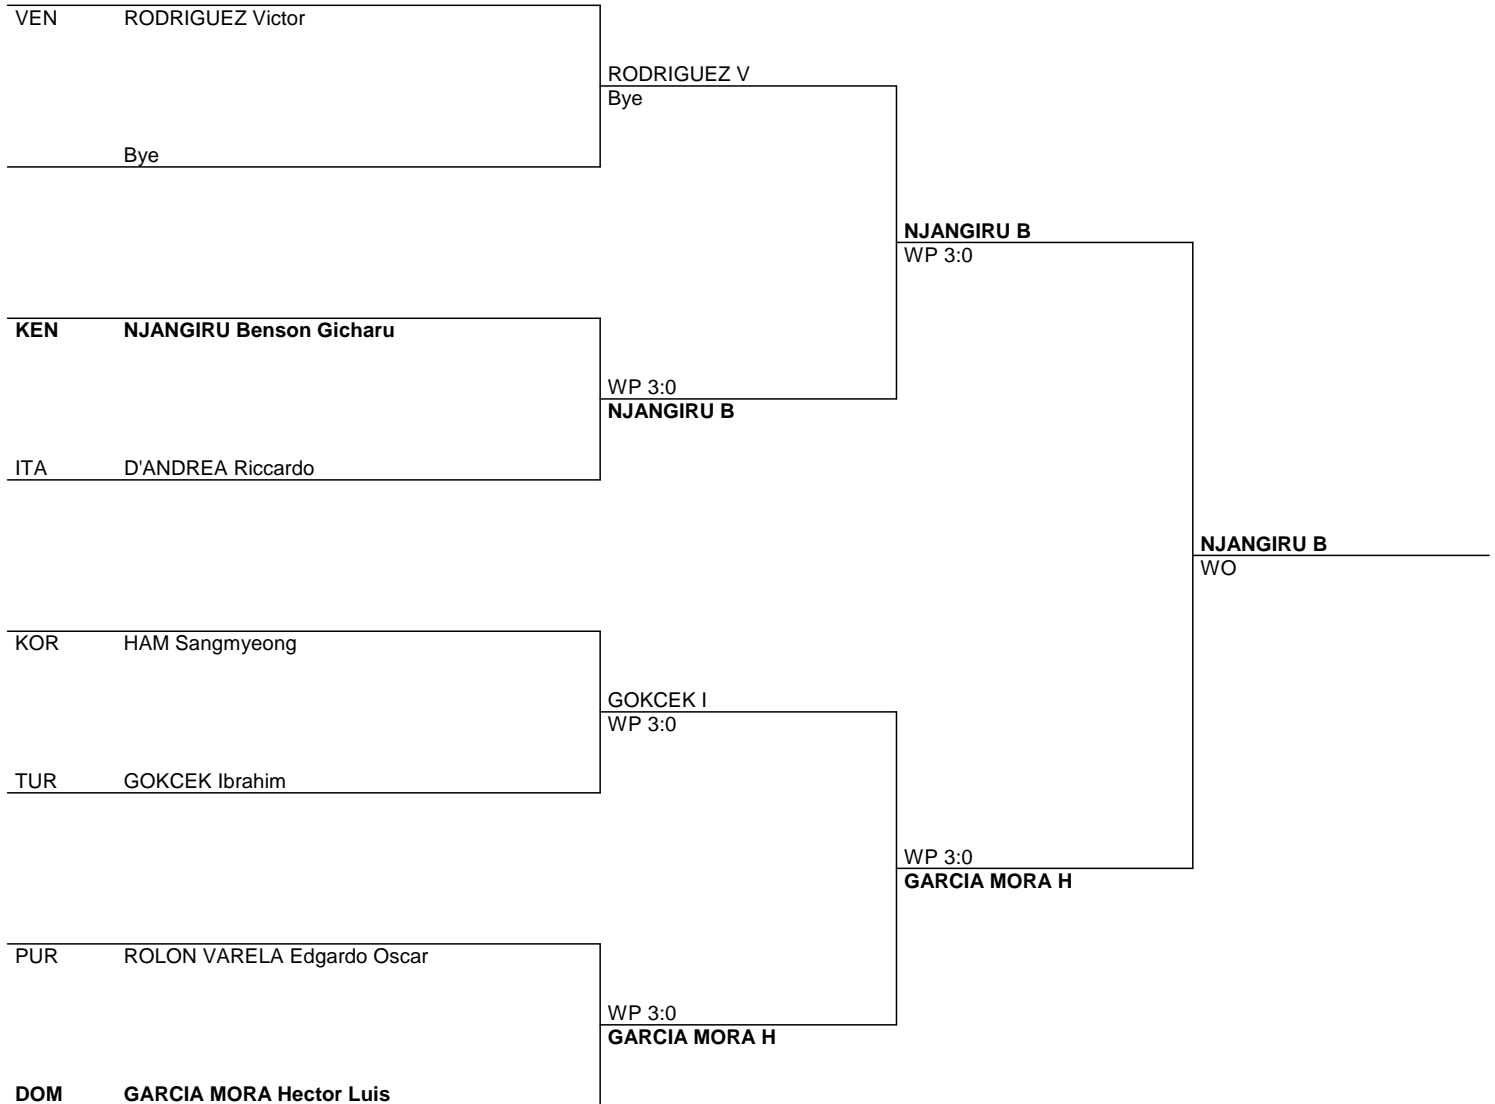 VEN RODRIGUEZ Victor
RODRIGUEZ V
Bye
Bye
NJANGIRU B
WP 3:0
KEN NJANGIRU Benson Gicharu
WP 3:0
NJANGIRU B
ITA D'ANDREA Riccardo
NJANGIRU B
WO
KOR HAM Sangmyeong
GOKCEK I
WP 3:0
TUR GOKCEK Ibrahim
WP 3:0
GARCIA MORA H
PUR ROLON VARELA Edgardo Oscar
WP 3:0
GARCIA MORA H
DOM GARCIA MORA Hector Luis